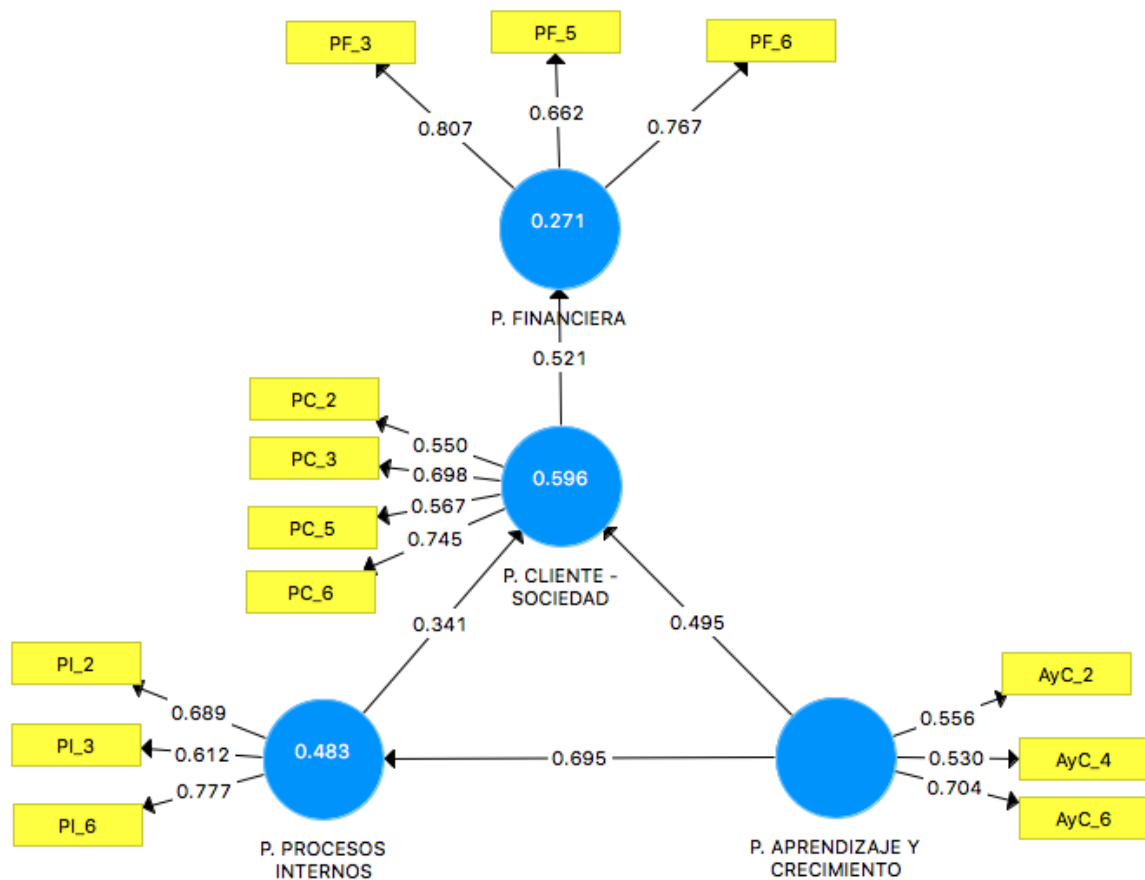 PF_3
PF_5
PF_6
0.807
0.662
0.767
0.271
P. FINANCIERA
0.521
PC_2
PC_3
PC_5
PC_6
0.550
0.698
0.567
0.745
0.596
P. CLIENTE -
SOCIEDAD
0.341
0.495
PI_2
PI_3
PI_6
0.689
0.612
0.777
0.483
0.695
P. PROCESOS
INTERNOS
P. APRENDIZAJE Y
CRECIMIENTO
0.556
0.530
0.704
AyC_2
AyC_4
AyC_6